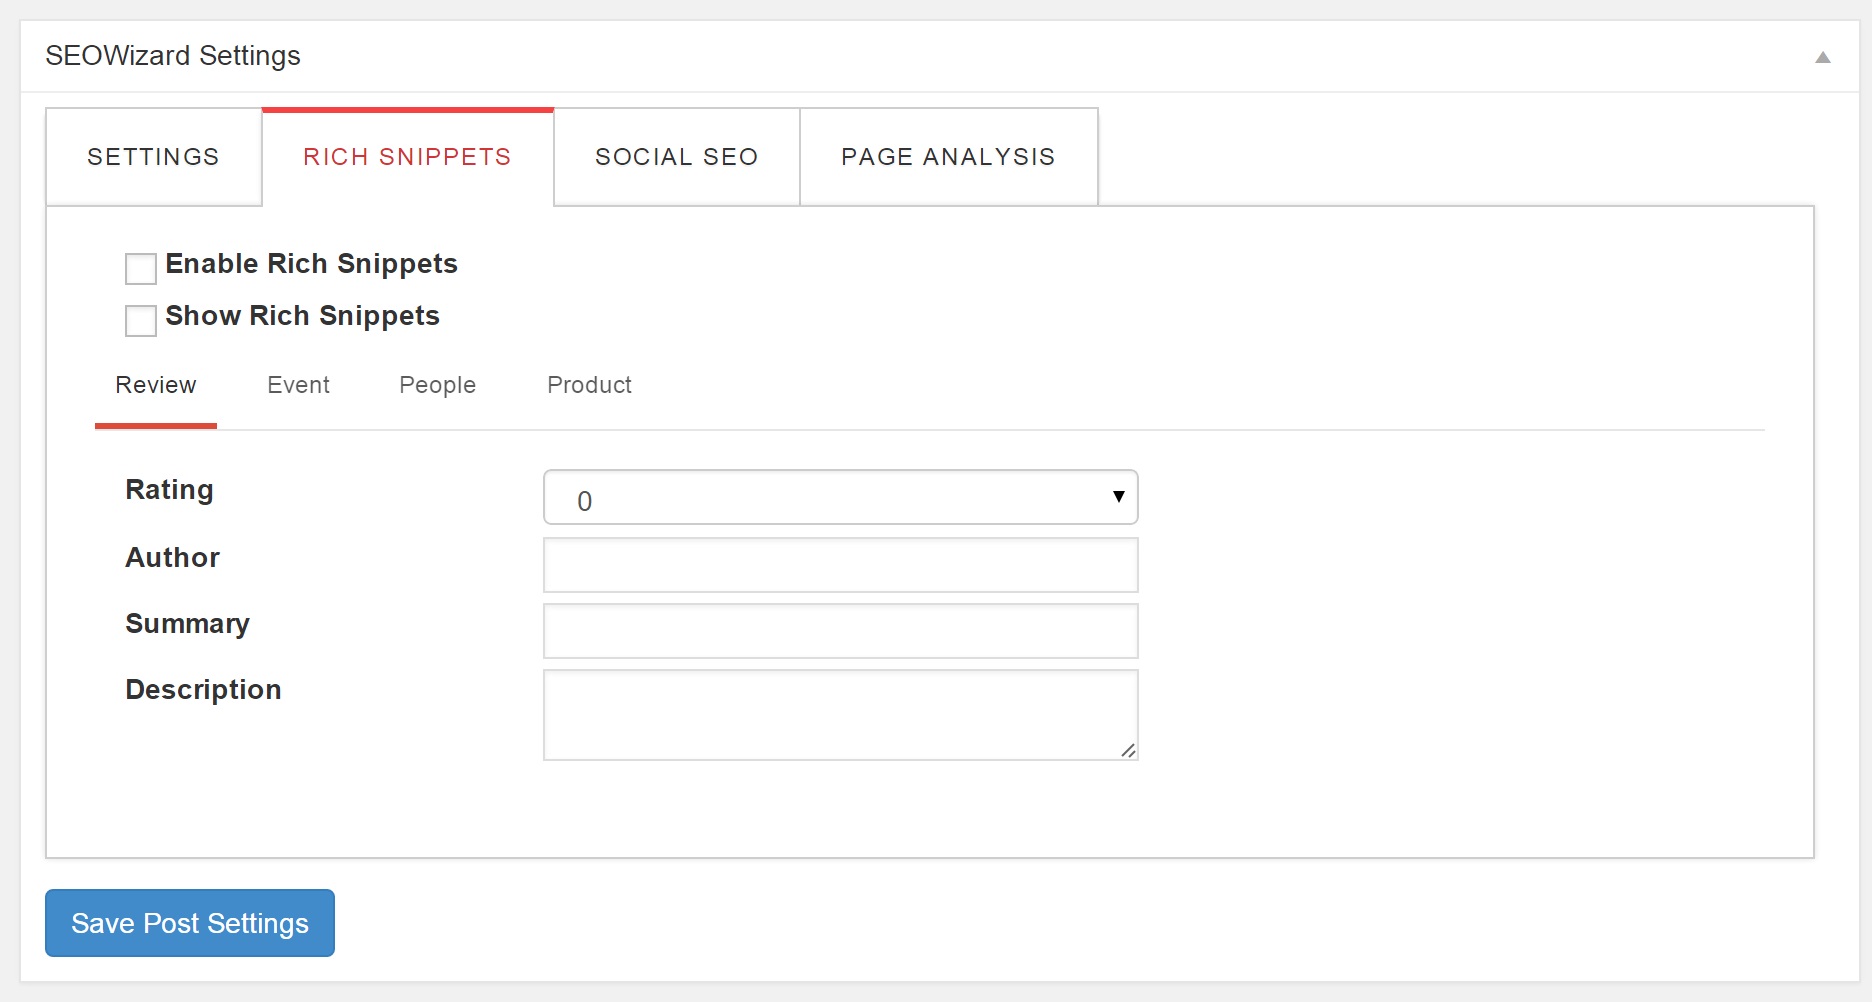 SEOWizard Settings
SETTINGS RICH SNIPPETS SOCIAL SEO PAGE ANALYSIS
Enable Rich Snippets
Show Rich Snippets
Review Event People Product
Rating 0
Author
Summary
Description
Save Post Settings